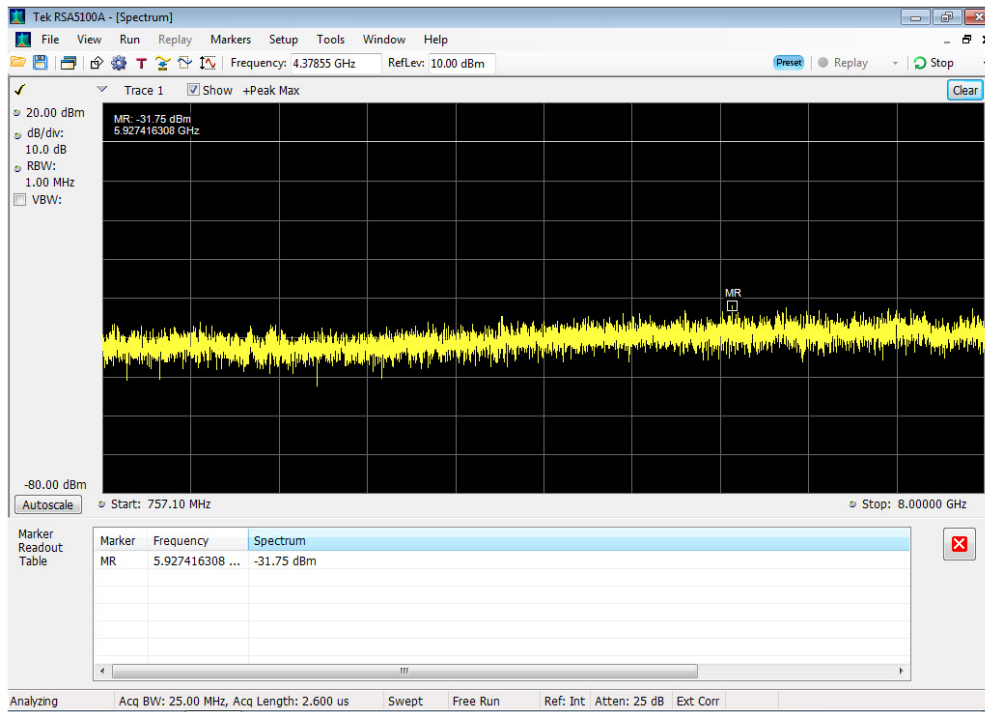 Tek RSA5100A - [Spectrum]
File View Run Replay Markers Setup Tools Window Help
T Frequency: 4.37855 GHz RefLev: 10.00 dBm Preset Replay Stop
Trace 1 Show +Peak Max Clear
20.00 dBm
dB/div:
10.0 dB
RBW:
1.00 MHz
VBW:
MR: -31.75 dBm
5.927416308 GHz
MR
-80.00 dBm
Autoscale Start: 757.10 MHz Stop: 8.00000 GHz
Marker
Readout
Table
Marker Frequency Spectrum
MR 5.927416308 ... -31.75 dBm
Analyzing Acq BW: 25.00 MHz, Acq Length: 2.600 us Swept Free Run Ref: Int Atten: 25 dB Ext Corr